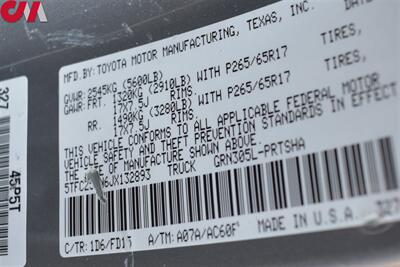 MFD.BY: TOYOTA MOTOR MANUFACTURING, TEXAS, INC.
GVWR: 2545KG (5600LB)
GAWR: FRT. 1320KG (2910LB) WITH P265/65R17 TIRES,
17X7.5J RIMS,
RR. 1490KG (3280LB) WITH P265/65R17 TIRES,
17X7.5J RIMS,
THIS VEHICLE CONFORMS TO ALL APPLICABLE FEDERAL MOTOR
VEHICLE SAFETY AND THEFT PREVENTION STANDARDS IN EFFECT
ON THE DATE OF MANUFACTURE SHOWN ABOVE.
TRUCK GRN305L-PRTSHA
C/TR: 1D6/ A/TM: A07A/AC60F MADE IN U.S.A.
327
45P5T